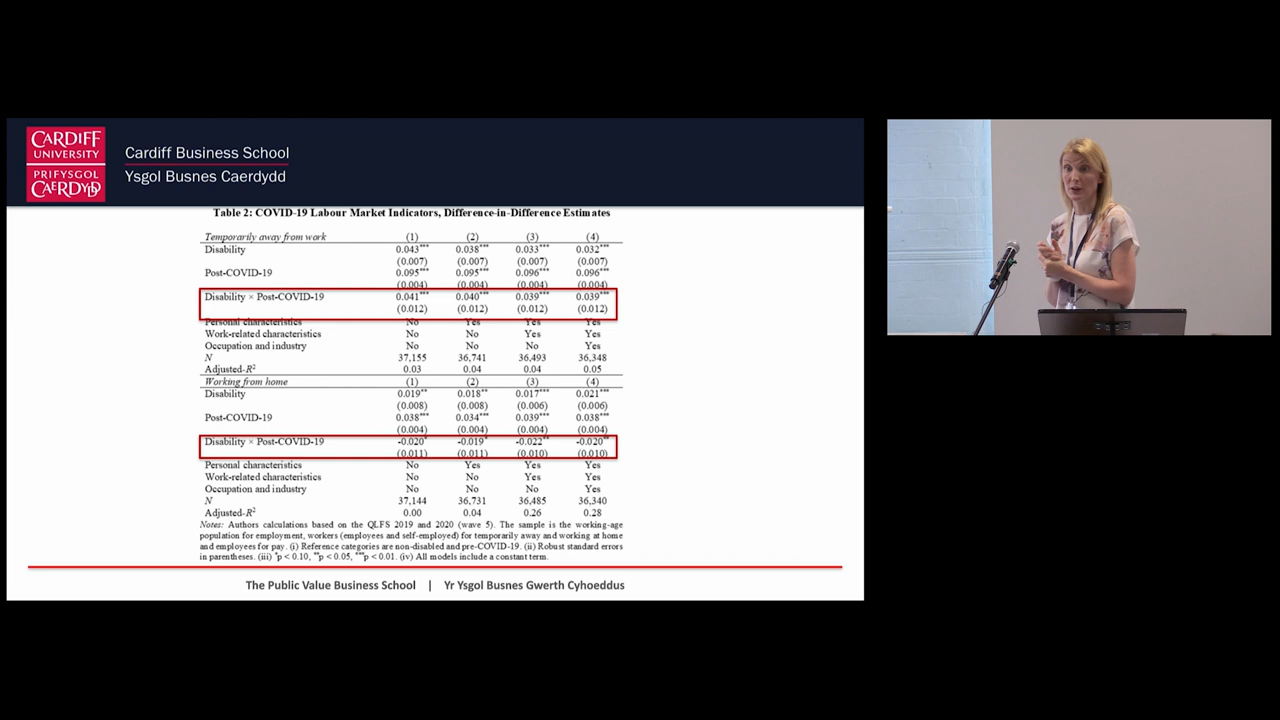 CARDIFF
UNIVERSITY
PRIFYSGOL
CAERDYDD
Cardiff Business School
Ysgol Busnes Caerdydd
Table 2: COVID-19 Labour Market Indicators, Difference-in-Difference Estimates
Temporarily away from work (1) (2) (3) (4)
Disability 0.043*** 0.038*** 0.033*** 0.032***
(0.007) (0.007) (0.007) (0.007)
Post-COVID-19 0.095*** 0.095*** 0.096*** 0.096***
(0.004) (0.004) (0.004) (0.004)
Disability × Post-COVID-19 0.041*** 0.040*** 0.039*** 0.039***
(0.012) (0.012) (0.012) (0.012)
Personal characteristics No Yes Yes Yes
Work-related characteristics No No Yes Yes
Occupation and industry No No No Yes
N 37,155 36,741 36,493 36,348
Adjusted-R² 0.03 0.04 0.04 0.05
Working from home (1) (2) (3) (4)
Disability 0.019** 0.018** 0.017*** 0.021***
(0.008) (0.008) (0.006) (0.006)
Post-COVID-19 0.038*** 0.034*** 0.039*** 0.038***
(0.004) (0.004) (0.004) (0.004)
Disability × Post-COVID-19 -0.020* -0.019* -0.022** -0.020**
(0.011) (0.011) (0.010) (0.010)
Personal characteristics No Yes Yes Yes
Work-related characteristics No No Yes Yes
Occupation and industry No No No Yes
N 37,144 36,731 36,485 36,340
Adjusted-R² 0.00 0.04 0.26 0.28
Notes: Authors calculations based on the QLFS 2019 and 2020 (wave 5). The sample is the working-age
population for employment, workers (employees and self-employed) for temporarily away and working at home
and employees for pay. (i) Reference categories are non-disabled and pre-COVID-19. (ii) Robust standard errors
in parentheses. (iii) *p < 0.10, **p < 0.05, ***p < 0.01. (iv) All models include a constant term.
The Public Value Business School | Yr Ysgol Busnes Gwerth Cyhoeddus